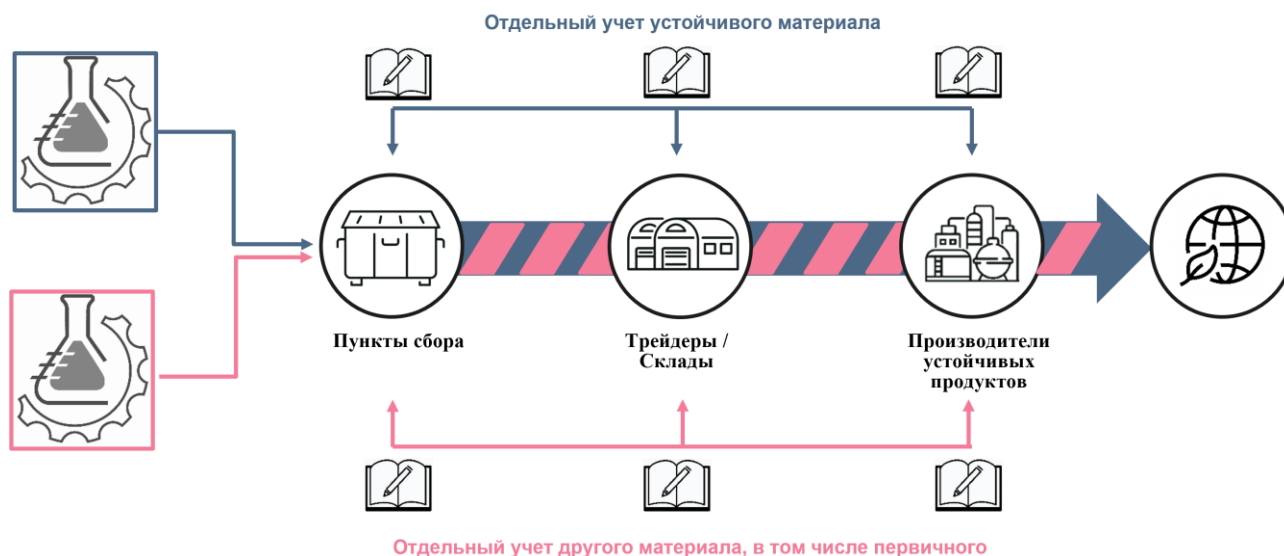 Отдельный учет устойчивого материала
Пункты сбора
Трейдеры /
Склады
Производители
устойчивых
продуктов
Отдельный учет другого материала, в том числе первичного